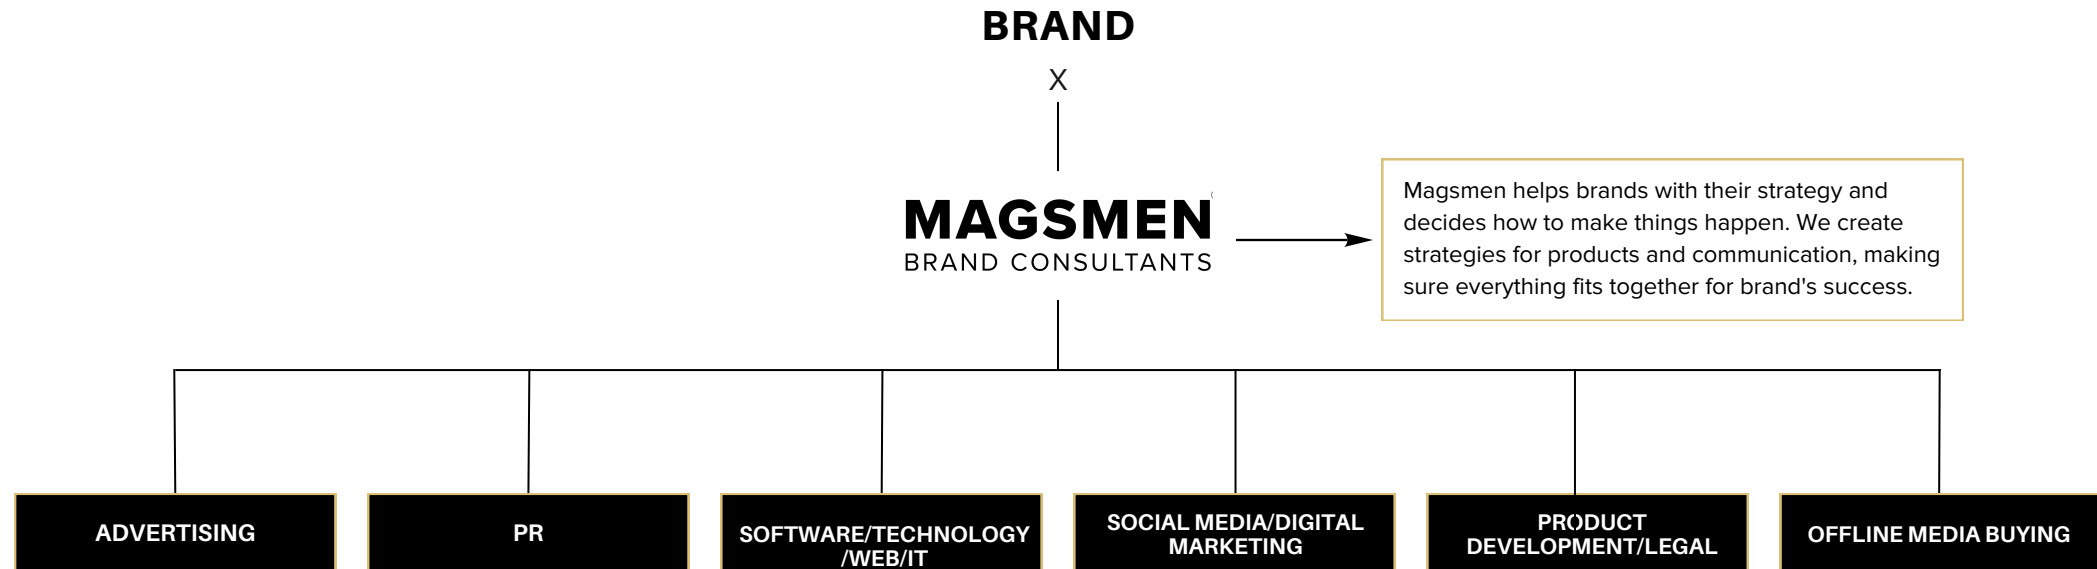 BRAND
X
MAGSMEN
BRAND CONSULTANTS
Magsmen helps brands with their strategy and
decides how to make things happen. We create
strategies for products and communication, making
sure everything fits together for brand's success.
ADVERTISING
PR
SOFTWARE/TECHNOLOGY
/WEB/IT
SOCIAL MEDIA/DIGITAL
MARKETING
PRODUCT
DEVELOPMENT/LEGAL
OFFLINE MEDIA BUYING